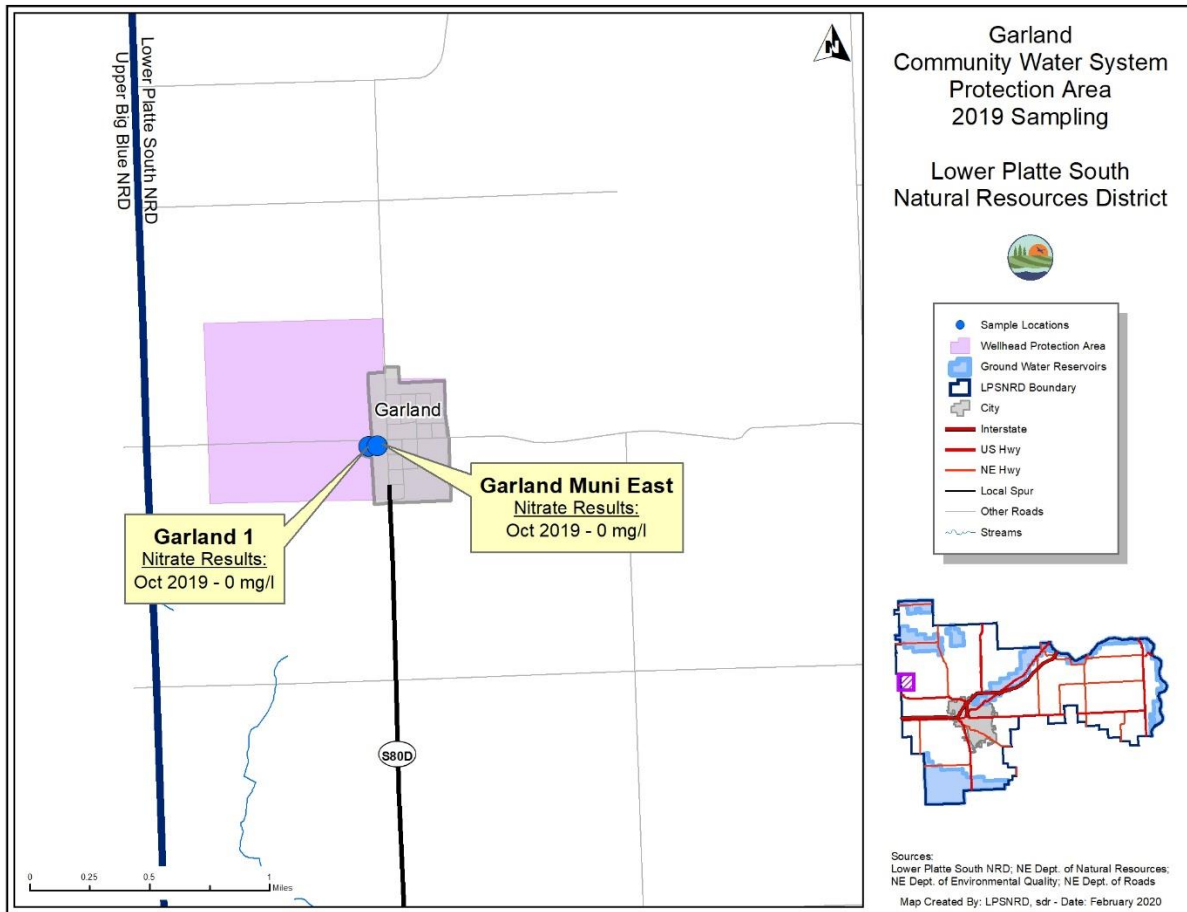 Lower Platte South NRD
Upper Big Blue NRD
N
Garland
Garland 1
Nitrate Results:
Oct 2019 - 0 mg/l
Garland Muni East
Nitrate Results:
Oct 2019 - 0 mg/l
S80D
0 0.25 0.5 1
Miles
Garland
Community Water System
Protection Area
2019 Sampling
Lower Platte South
Natural Resources District
Sample Locations
Wellhead Protection Area
Ground Water Reservoirs
LPSNRD Boundary
City
Interstate
US Hwy
NE Hwy
Local Spur
Other Roads
Streams
Sources:
Lower Platte South NRD; NE Dept. of Natural Resources;
NE Dept. of Environmental Quality; NE Dept. of Roads
Map Created By: LPSNRD, sdr - Date: February 2020